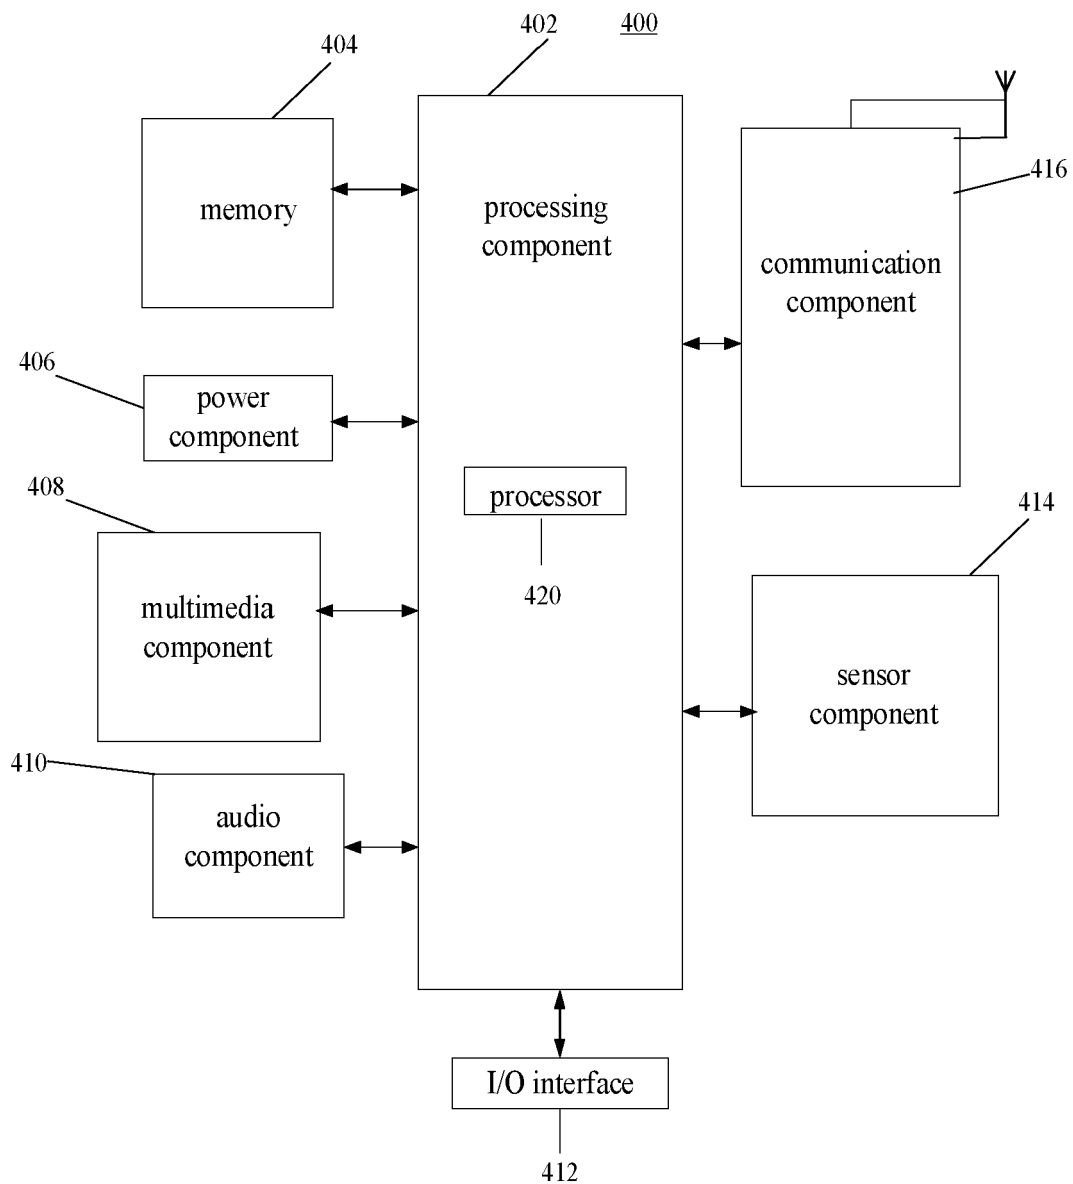 402
400
404
416
memory
processing
component
communication
component
406
power
component
408
processor
414
420
multimedia
component
sensor
component
410
audio
component
I/O interface
412